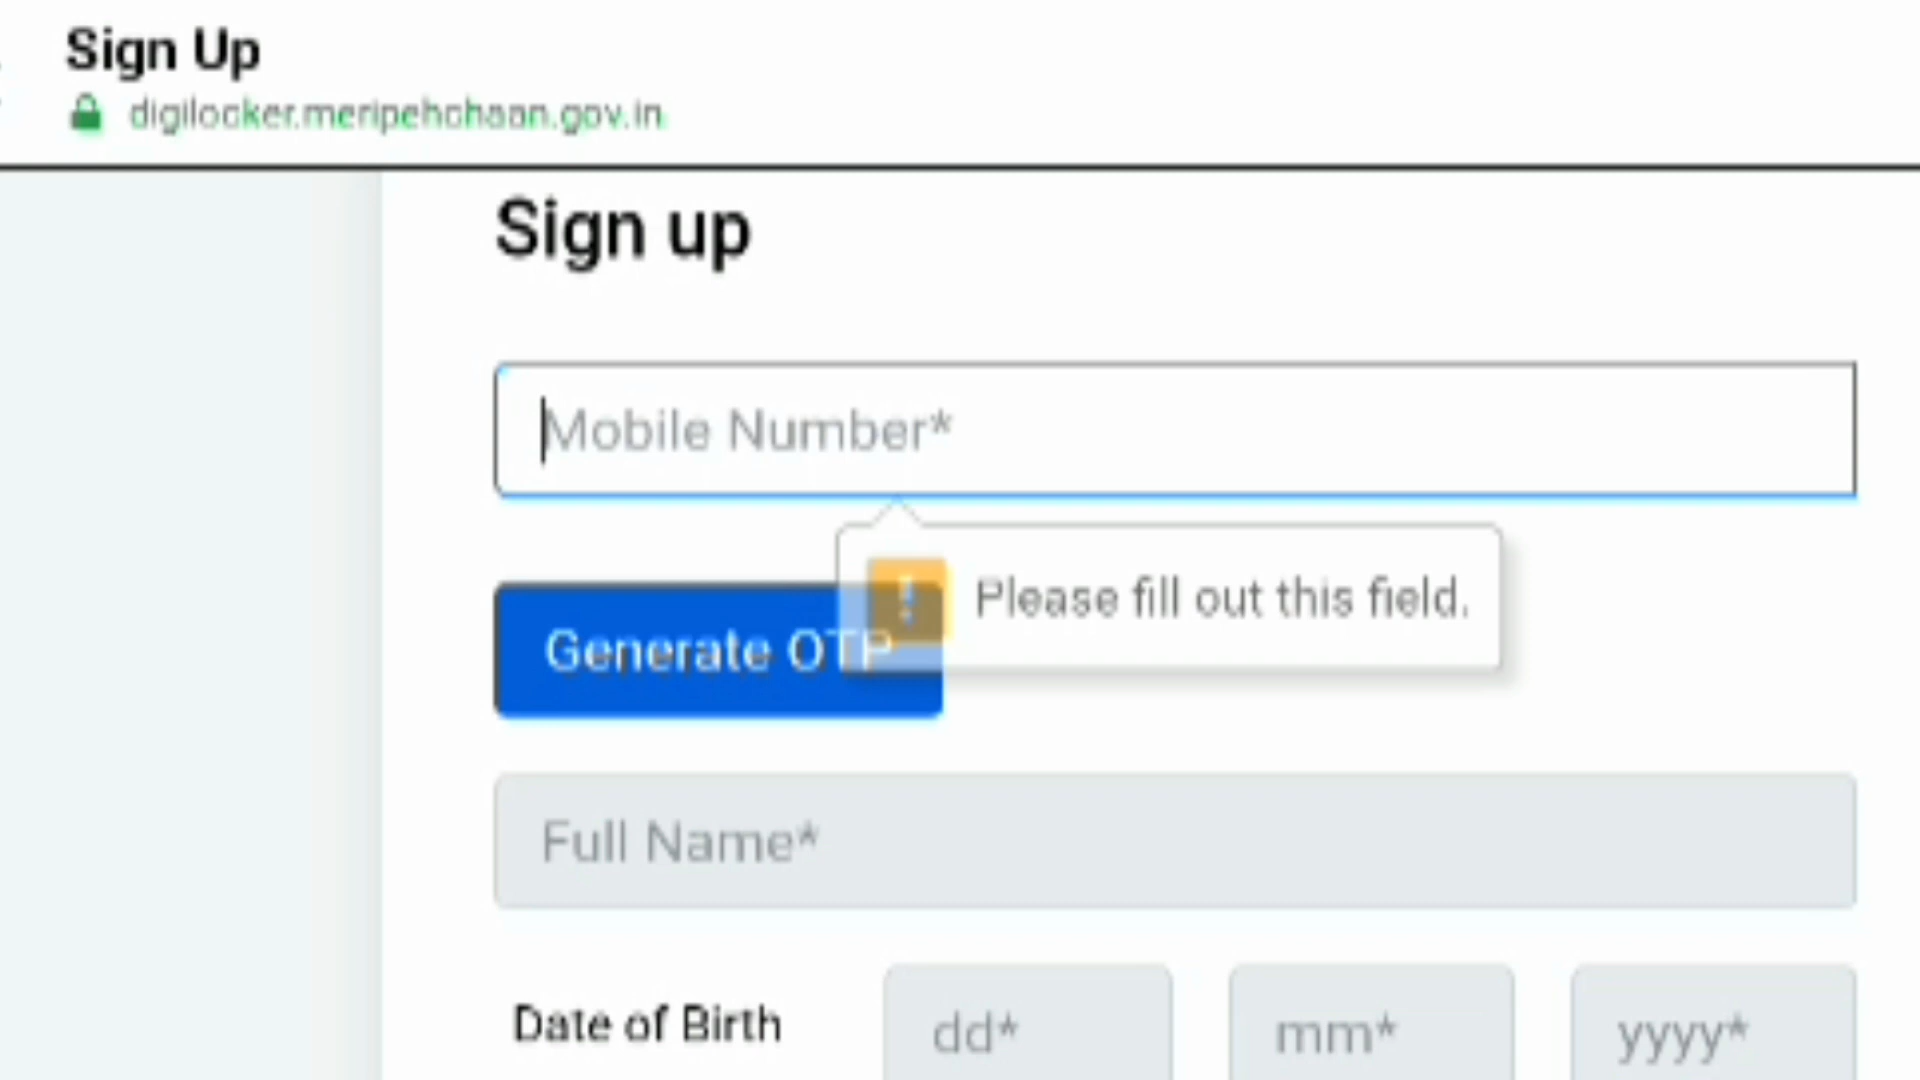 Sign Up
digilocker.meripehchaan.gov.in
Sign up
Mobile Number*
Please fill out this field.
Generate OTP
Full Name*
Date of Birth
dd*
mm*
yyyy*